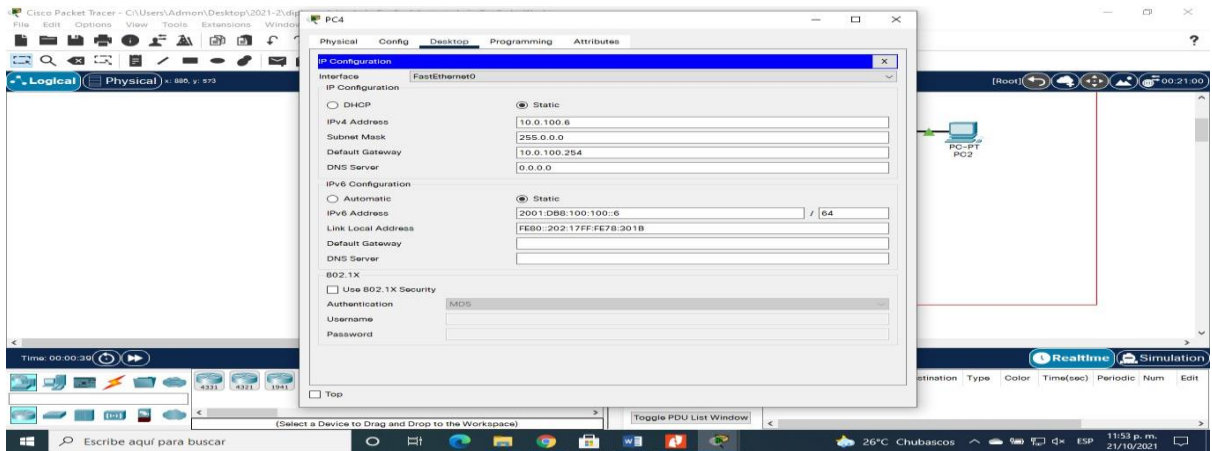 Cisco Packet Tracer - C:\Users\Admon\Desktop\2021-2\dip
File Edit Options View Tools Extensions Window
PC4
Physical Config Desktop Programming Attributes
IP Configuration X
Interface FastEthernet0
IP Configuration
DHCP Static
IPv4 Address 10.0.100.6
Subnet Mask 255.0.0.0
Default Gateway 10.0.100.254
DNS Server 0.0.0.0
IPv6 Configuration
Automatic Static
IPv6 Address 2001:DB8:100:100::6 / 64
Link Local Address FE80::202:17FF:FE78:301B
Default Gateway
DNS Server
802.1X
Use 802.1X Security
Authentication MD5
Username
Password
Top
Logical Physical x: 886, y: 573
[Root] 00:21:00
PC-PT
PC2
Time: 00:00:39
Realtime Simulation
4331 4321 1941
stination Type Color Time(sec) Periodic Num Edit
(Select a Device to Drag and Drop to the Workspace)
Toggle PDU List Window
Escribe aquí para buscar
26°C Chubascos ESP 11:53 p. m.
21/10/2021